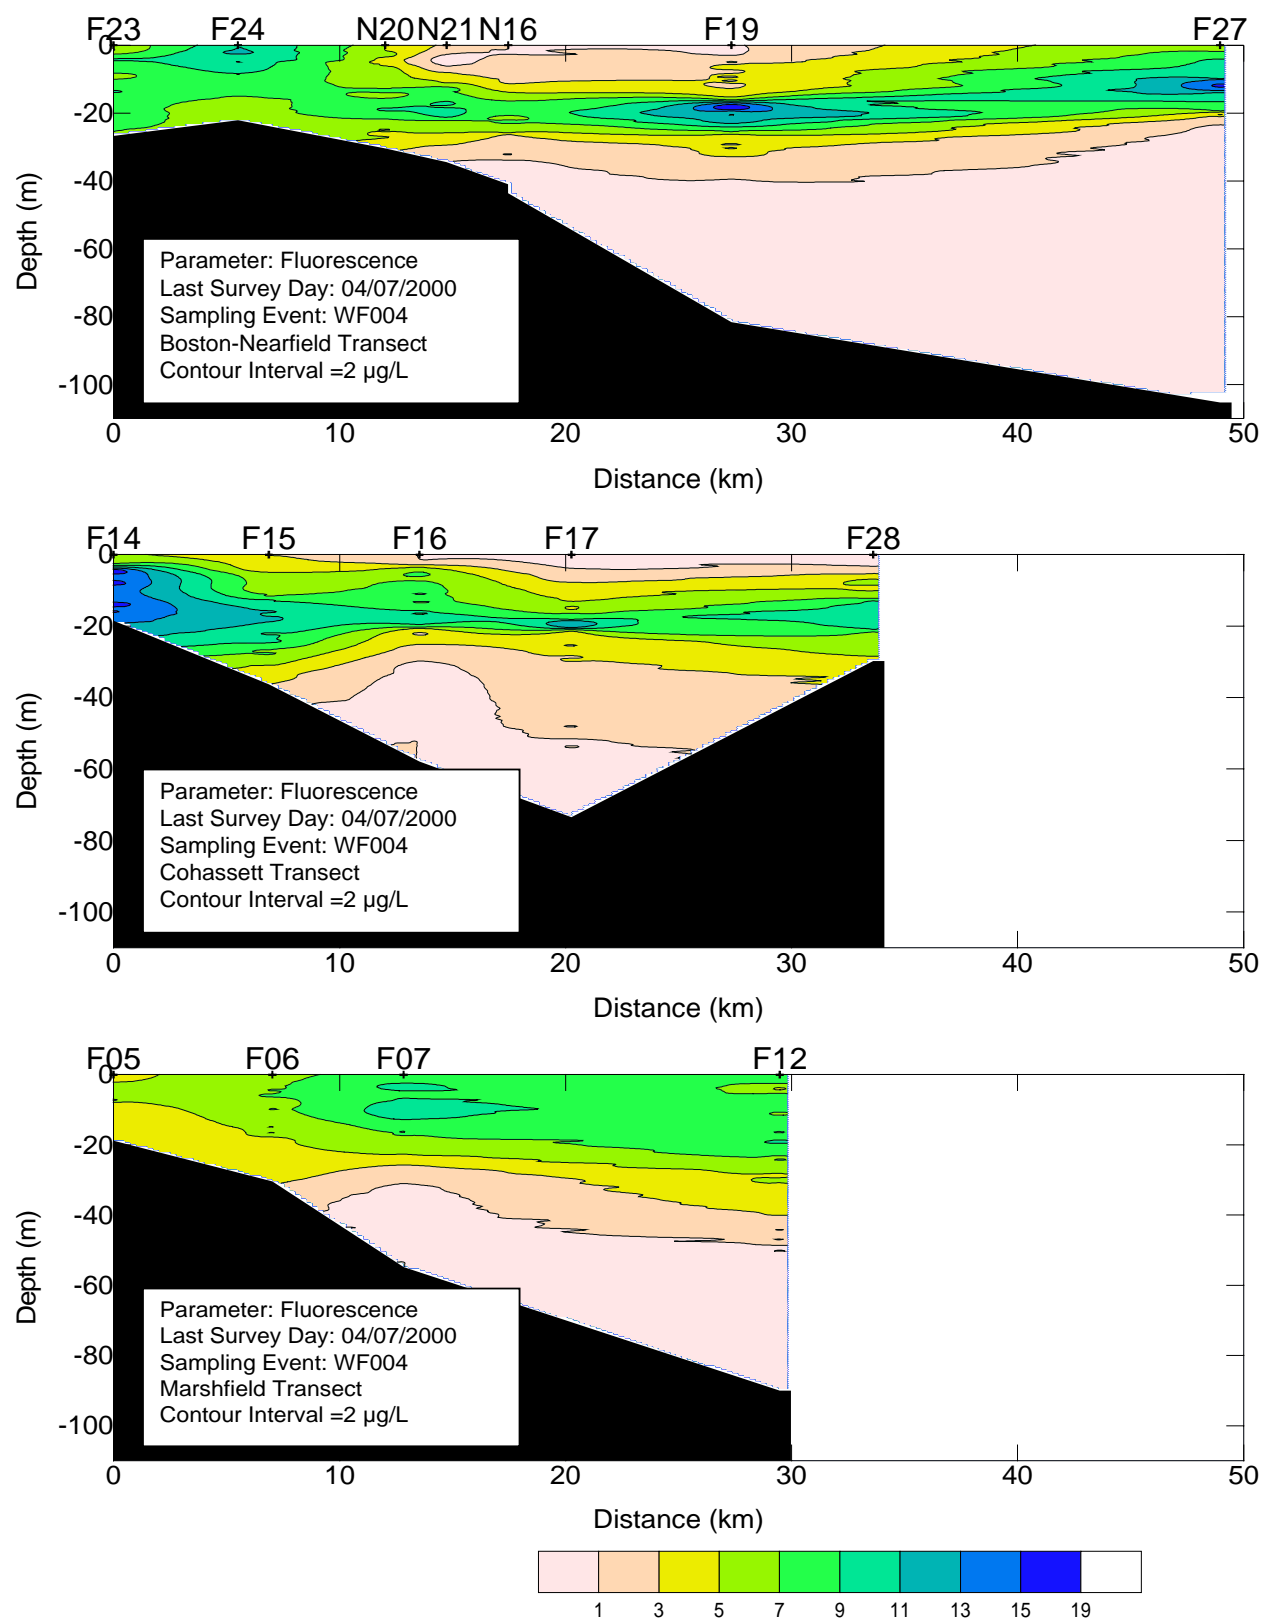 F23 F24 N20 N21 N16 F19 F27
0
-20
-40
-60
-80
-100
Depth (m)
Parameter: Fluorescence
Last Survey Day: 04/07/2000
Sampling Event: WF004
Boston-Nearfield Transect
Contour Interval =2 µg/L
0 10 20 30 40 50
Distance (km)
F14 F15 F16 F17 F28
0
-20
-40
-60
-80
-100
Depth (m)
Parameter: Fluorescence
Last Survey Day: 04/07/2000
Sampling Event: WF004
Cohassett Transect
Contour Interval =2 µg/L
0 10 20 30 40 50
Distance (km)
F05 F06 F07 F12
0
-20
-40
-60
-80
-100
Depth (m)
Parameter: Fluorescence
Last Survey Day: 04/07/2000
Sampling Event: WF004
Marshfield Transect
Contour Interval =2 µg/L
0 10 20 30 40 50
Distance (km)
1 3 5 7 9 11 13 15 19